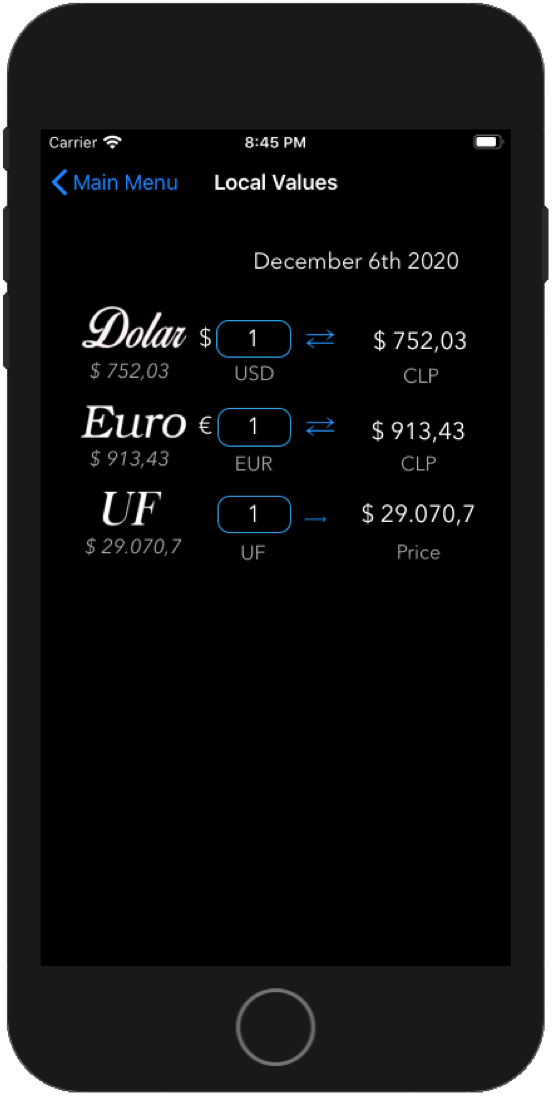 Carrier 8:45 PM
Main Menu Local Values
December 6th 2020
Dolar $ 1 $ 752,03
$ 752,03 USD CLP
Euro € 1 $ 913,43
$ 913,43 EUR CLP
UF 1 $ 29.070,7
$ 29.070,7 UF Price